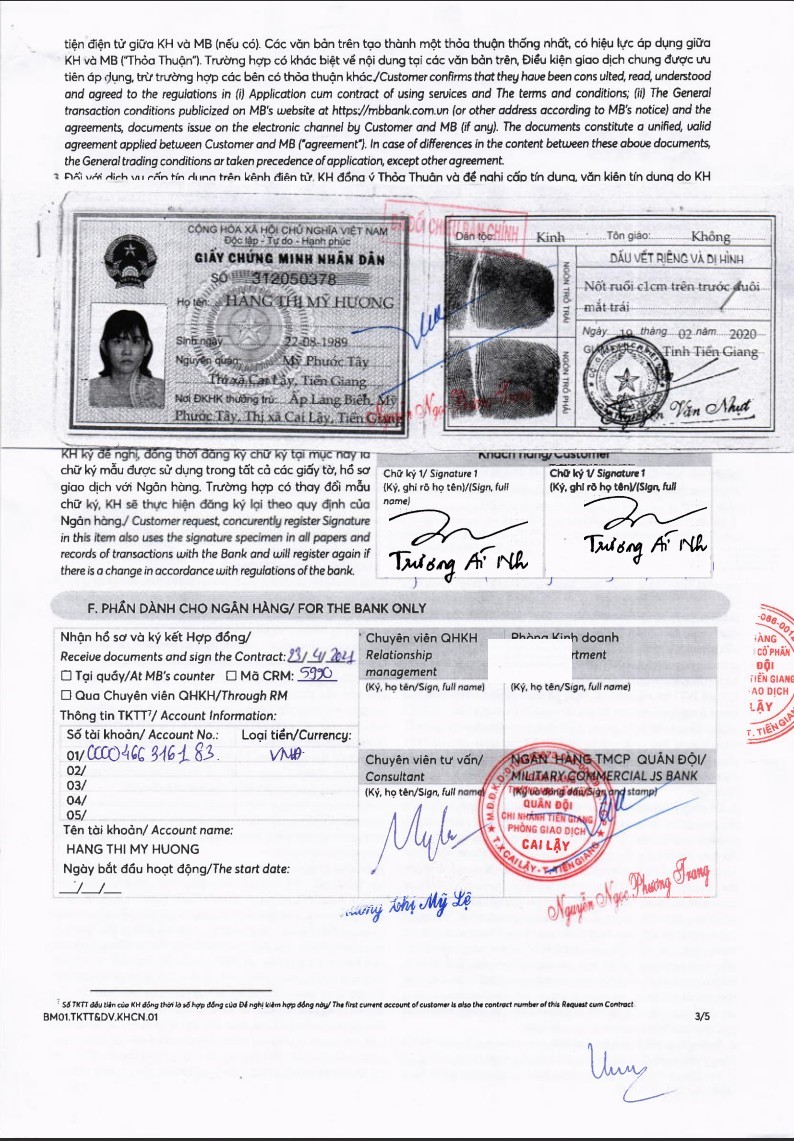 tiện điện tử giữa KH và MB (nếu có). Các văn bản trên tạo thành một thỏa thuận thống nhất, có hiệu lực áp dụng giữa
KH và MB ("Thỏa Thuận"). Trường hợp có khác biệt về nội dung tại các văn bản trên, Điều kiện giao dịch chung được ưu
tiên áp dụng, trừ trường hợp các bên có thỏa thuận khác./Customer confirms that they have been cons ulted, read, understood
and agreed to the regulations in (i) Application cum contract of using services and The terms and conditions; (ii) The General
transaction conditions publicized on MB's website at https://mbbank.com.vn (or other address according to MB's notice) and the
agreements, documents issue on the electronic channel by Customer and MB (if any). The documents constitute a unified, valid
agreement applied between Customer and MB ("agreement"). In case of differences in the content between these above documents,
the General trading conditions ar taken precedence of application, except other agreement.
3 Đối với dịch vụ cấp tín dụng trên kênh điện tử, KH đồng ý Thỏa Thuận và đề nghị cấp tín dụng, văn kiện tín dụng do KH
CỘNG HÒA XÃ HỘI CHỦ NGHĨA VIỆT NAM
Độc lập - Tự do - Hạnh phúc
GIẤY CHỨNG MINH NHÂN DÂN
SỐ 312050378
Họ tên: HANG THỊ MỸ HƯƠNG
Sinh ngày 22-08-1989
Nguyên quán: Mỹ Phước Tây
Thị xã Cai Lậy, Tiền Giang
Nơi ĐKHK thường trú: Ấp Láng Biển, Mỹ
Phước Tây, Thị xã Cai Lậy, Tiền Giang
ĐÃ ĐỐI CHIẾU BẢN CHÍNH
Dân tộc: Kinh Tôn giáo: Không
NGÓN TRỎ TRÁI
NGÓN TRỎ PHẢI
DẤU VẾT RIÊNG VÀ DỊ HÌNH
Nốt ruồi c1cm trên trước đuôi
mắt trái
Ngày 19 tháng 02 năm 2020
Tỉnh Tiền Giang
Nguyễn Văn Nhựt
Nguyễn Ngọc Phương Trang
KH ký đề nghị, đồng thời đăng ký chữ ký tại mục này là
chữ ký mẫu được sử dụng trong tất cả các giấy tờ, hồ sơ
giao dịch với Ngân hàng. Trường hợp có thay đổi mẫu
chữ ký, KH sẽ thực hiện đăng ký lại theo quy định của
Ngân hàng./ Customer request, concurently register Signature
in this item also uses the signature specimen in all papers and
records of transactions with the Bank and will register again if
there is a change in accordance with regulations of the bank.
Khách hàng/Customer
Chữ ký 1/ Signature 1
(Ký, ghi rõ họ tên)/(Sign, full
name)
Trương Ái Nh
Chữ ký 1/ Signature 1
(Ký, ghi rõ họ tên)/(Sign, full
Trương Ái Nh
F. PHẦN DÀNH CHO NGÂN HÀNG/ FOR THE BANK ONLY
Nhận hồ sơ và ký kết Hợp đồng/
Receive documents and sign the Contract: 23/4/2021
☐ Tại quầy/At MB's counter ☐ Mã CRM: 5990
☐ Qua Chuyên viên QHKH/Through RM
Thông tin TKTT⁷/ Account Information:
Số tài khoản/ Account No.: Loại tiền/Currency:
01/ 0000466316183 VNĐ
02/
03/
04/
05/
Tên tài khoản/ Account name:
HANG THI MY HUONG
Ngày bắt đầu hoạt động/The start date:
__/__/__
Chuyên viên QHKH
Relationship
management
(Ký, họ tên/Sign, full name)
Phòng Kinh doanh
rtment
(Ký, họ tên/Sign, full name)
Chuyên viên tư vấn/
Consultant
(Ký, họ tên/Sign, full name)
NGÂN HÀNG TMCP QUÂN ĐỘI/
MILITARY COMMERCIAL JS BANK
(Ký và đóng dấu/Sign and stamp)
QUÂN ĐỘI
CHI NHÁNH TIỀN GIANG
PHÒNG GIAO DỊCH
CAI LẬY
T.X CAI LẬY - T. TIỀN GIANG
Thị Mỹ Lệ
Nguyễn Ngọc Phương Trang
-086-001
HÀNG
CỔ PHẦN
ĐỘI
TIỀN GIANG
IAO DỊCH
LẬY
T. TIỀN GIANG
⁷ Số TKTT đầu tiên của KH đồng thời là số hợp đồng của Đề nghị kiêm hợp đồng này/ The first current account of customer is also the contract number of this Request cum Contract.
BM01.TKTT&DV.KHCN.01 3/5